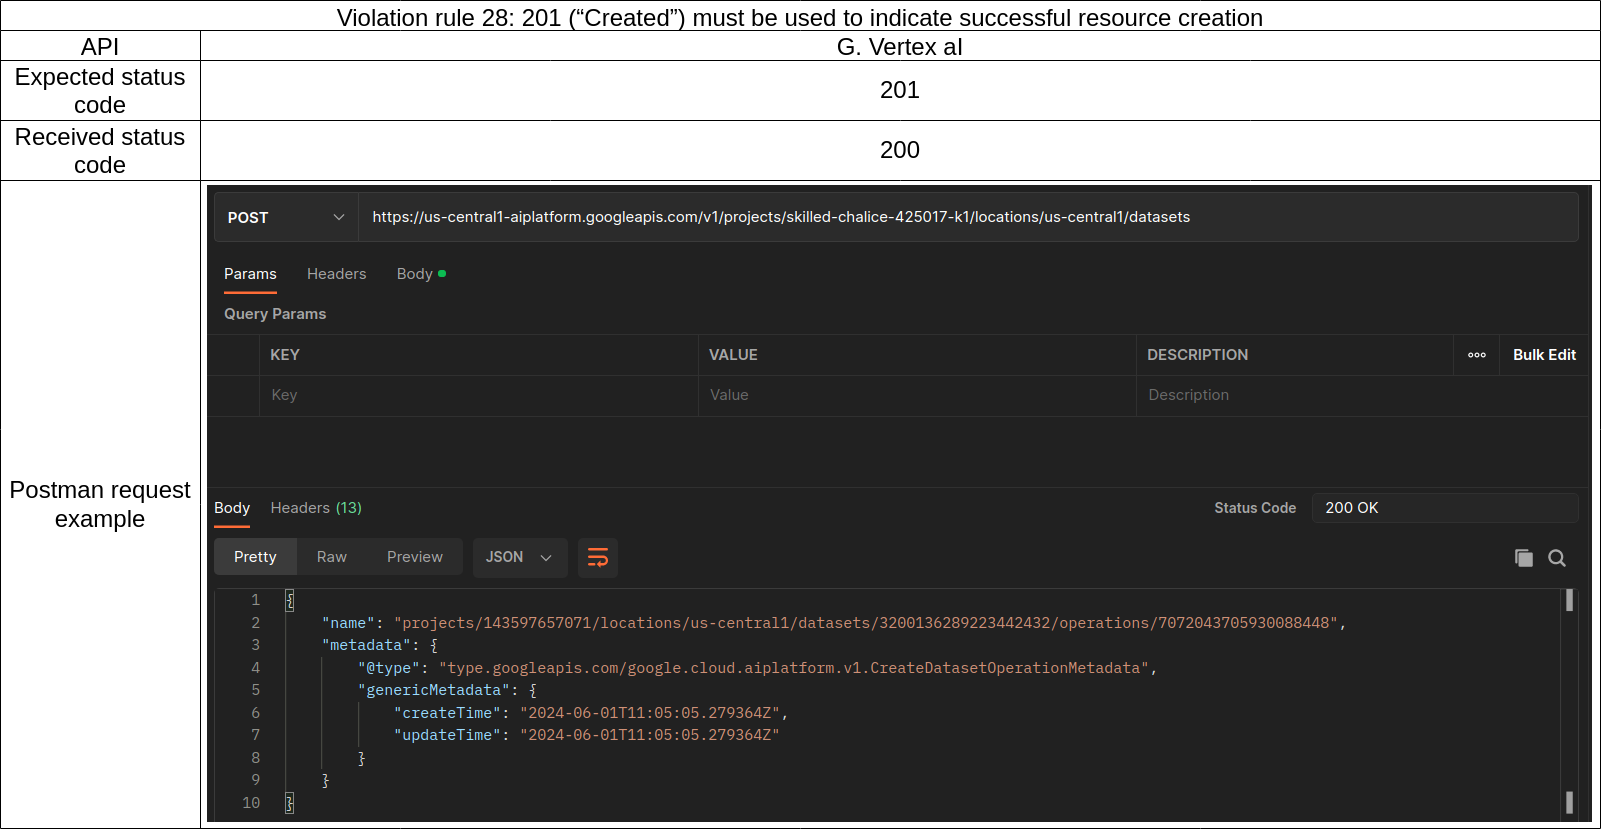 Violation rule 28: 201 (“Created”) must be used to indicate successful resource creation
API
G. Vertex aI
Expected status
code
201
Received status
code
200
Postman request
example
POST
https://us-central1-aiplatform.googleapis.com/v1/projects/skilled-chalice-425017-k1/locations/us-central1/datasets
Params Headers Body
Query Params
KEY VALUE DESCRIPTION Bulk Edit
Key Value Description
Body Headers (13) Status Code 200 OK
Pretty Raw Preview JSON
1 {
2 "name": "projects/143597657071/locations/us-central1/datasets/3200136289223442432/operations/7072043705930088448",
3 "metadata": {
4 "@type": "type.googleapis.com/google.cloud.aiplatform.v1.CreateDatasetOperationMetadata",
5 "genericMetadata": {
6 "createTime": "2024-06-01T11:05:05.279364Z",
7 "updateTime": "2024-06-01T11:05:05.279364Z"
8 }
9 }
10 }